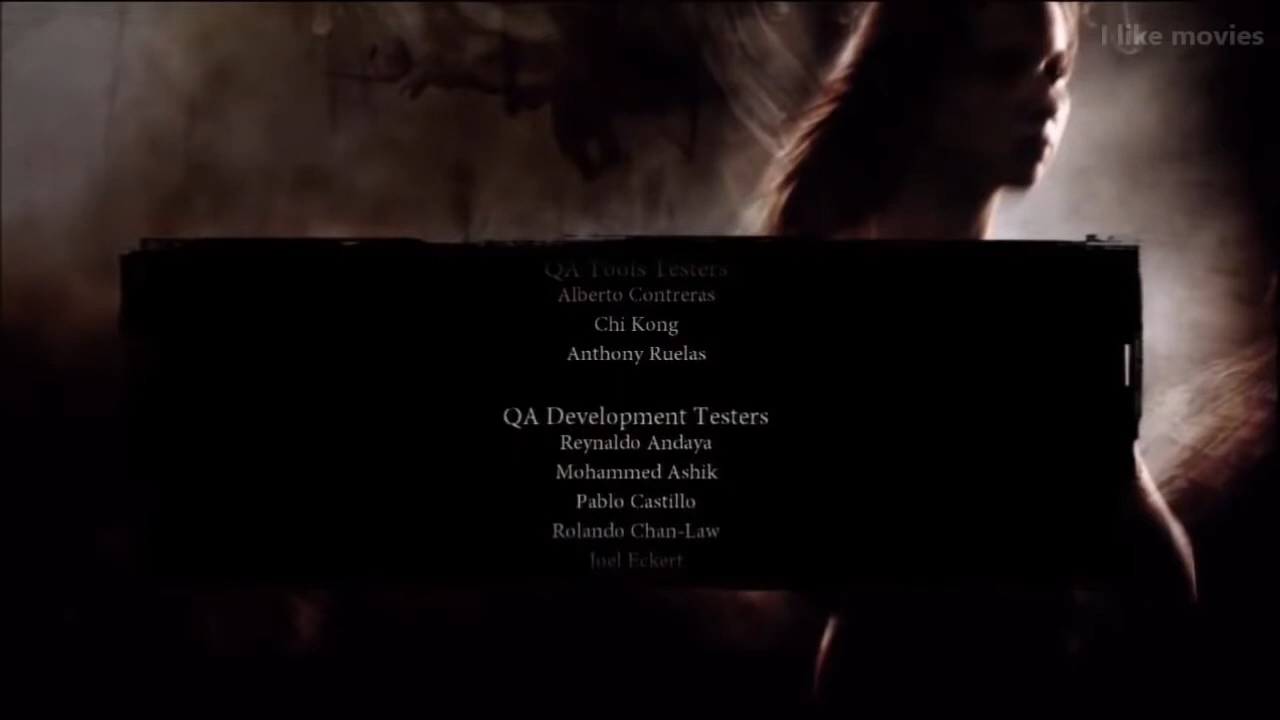 I like movies
QA Tools Testers
Alberto Contreras
Chi Kong
Anthony Ruelas
QA Development Testers
Reynaldo Andaya
Mohammed Ashik
Pablo Castillo
Rolando Chan-Law
Joel Eckert